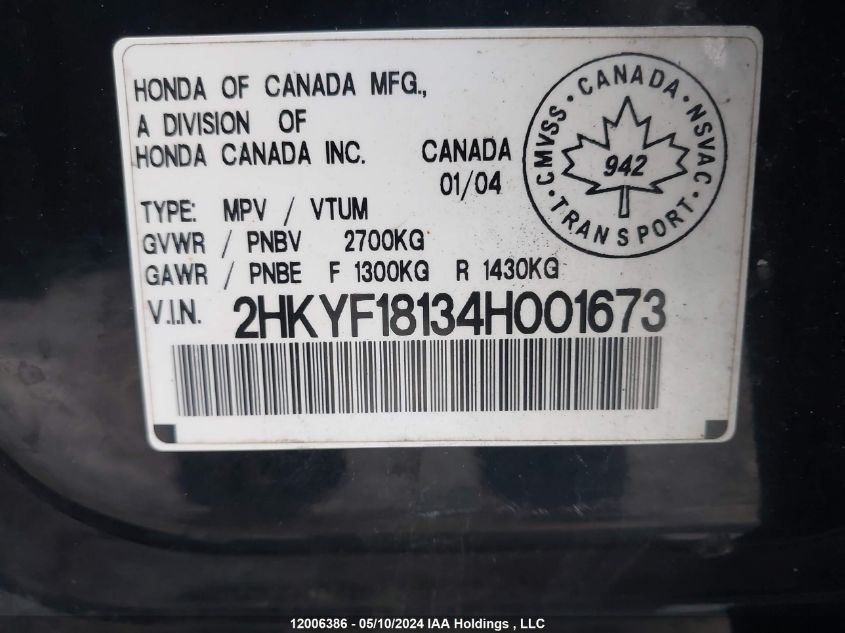 HONDA OF CANADA MFG.,
A DIVISION OF
HONDA CANADA INC.
CANADA
01/04
CMVSS · CANADA · NSVAC · TRANSPORT ·
942
TYPE: MPV / VTUM
GVWR / PNBV 2700KG
GAWR / PNBE F 1300KG R 1430KG
V.I.N. 2HKYF18134H001673
12006386 - 05/10/2024 IAA Holdings , LLC